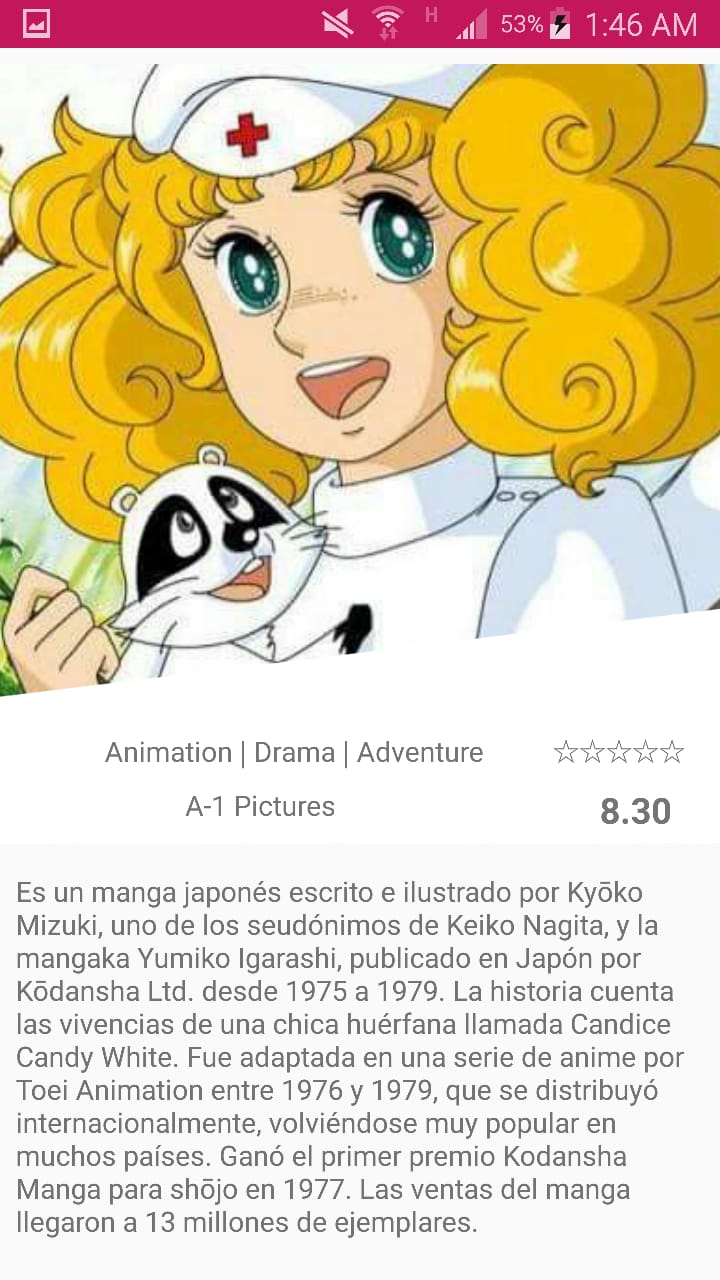 H 53% 1:46 AM
Animation | Drama | Adventure
A-1 Pictures
8.30
Es un manga japonés escrito e ilustrado por Kyōko
Mizuki, uno de los seudónimos de Keiko Nagita, y la
mangaka Yumiko Igarashi, publicado en Japón por
Kōdansha Ltd. desde 1975 a 1979. La historia cuenta
las vivencias de una chica huérfana llamada Candice
Candy White. Fue adaptada en una serie de anime por
Toei Animation entre 1976 y 1979, que se distribuyó
internacionalmente, volviéndose muy popular en
muchos países. Ganó el primer premio Kodansha
Manga para shōjo en 1977. Las ventas del manga
llegaron a 13 millones de ejemplares.